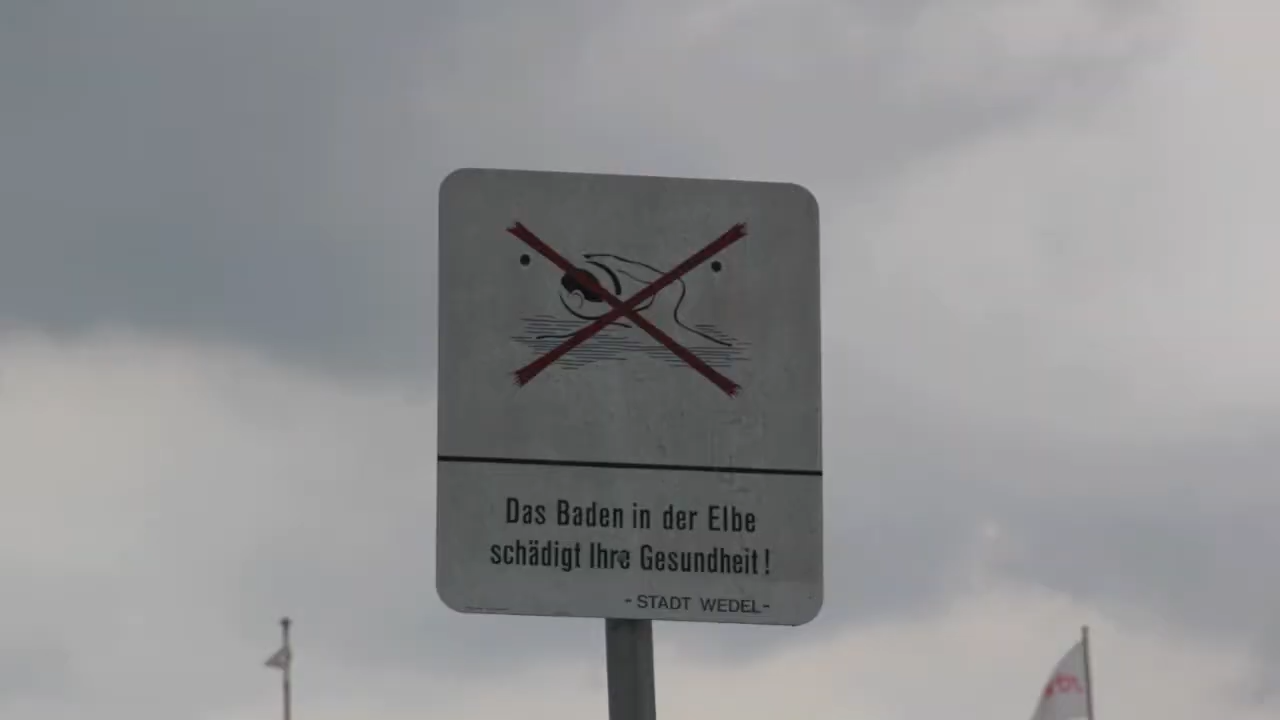 Das Baden in der Elbe
schädigt Ihre Gesundheit!
-STADT WEDEL-